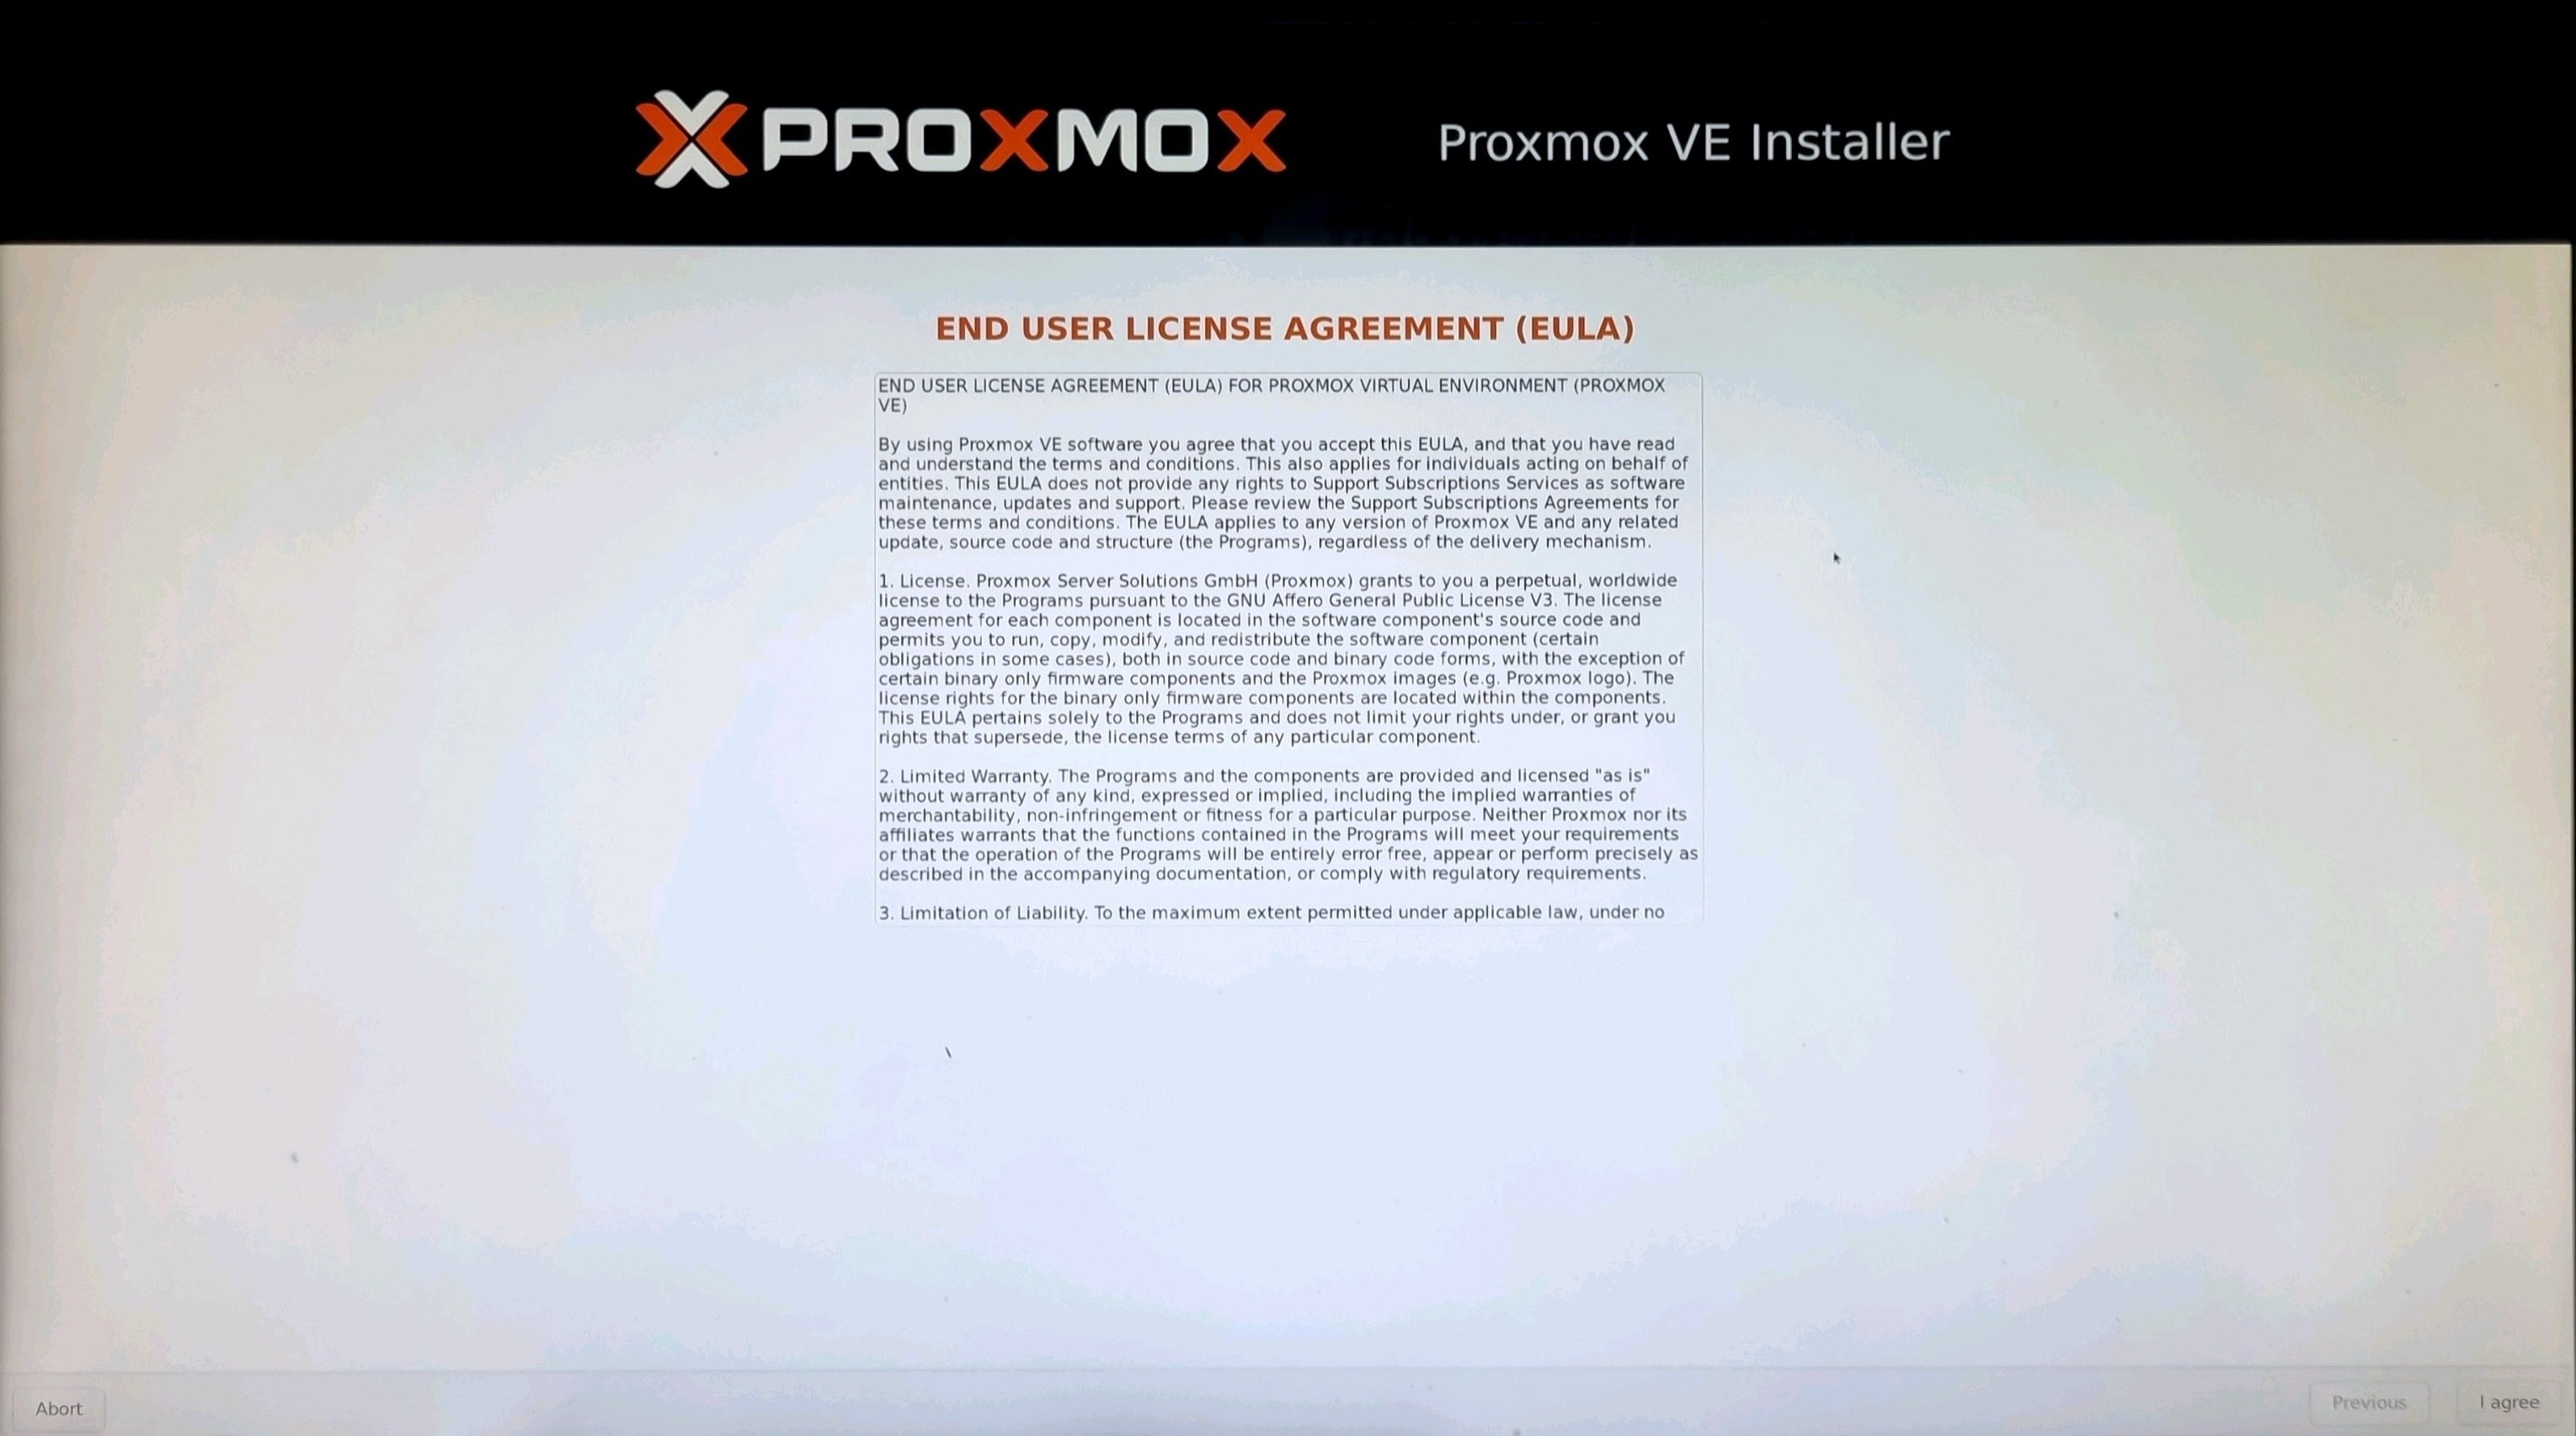 PROXMOX
Proxmox VE Installer
END USER LICENSE AGREEMENT (EULA)
END USER LICENSE AGREEMENT (EULA) FOR PROXMOX VIRTUAL ENVIRONMENT (PROXMOX
VE)
By using Proxmox VE software you agree that you accept this EULA, and that you have read
and understand the terms and conditions. This also applies for individuals acting on behalf of
entities. This EULA does not provide any rights to Support Subscriptions Services as software
maintenance, updates and support. Please review the Support Subscriptions Agreements for
these terms and conditions. The EULA applies to any version of Proxmox VE and any related
update, source code and structure (the Programs), regardless of the delivery mechanism.
1. License. Proxmox Server Solutions GmbH (Proxmox) grants to you a perpetual, worldwide
license to the Programs pursuant to the GNU Affero General Public License V3. The license
agreement for each component is located in the software component's source code and
permits you to run, copy, modify, and redistribute the software component (certain
obligations in some cases), both in source code and binary code forms, with the exception of
certain binary only firmware components and the Proxmox images (e.g. Proxmox logo). The
license rights for the binary only firmware components are located within the components.
This EULA pertains solely to the Programs and does not limit your rights under, or grant you
rights that supersede, the license terms of any particular component.
2. Limited Warranty. The Programs and the components are provided and licensed "as is"
without warranty of any kind, expressed or implied, including the implied warranties of
merchantability, non-infringement or fitness for a particular purpose. Neither Proxmox nor its
affiliates warrants that the functions contained in the Programs will meet your requirements
or that the operation of the Programs will be entirely error free, appear or perform precisely as
described in the accompanying documentation, or comply with regulatory requirements.
3. Limitation of Liability. To the maximum extent permitted under applicable law, under no
Abort
Previous
I agree